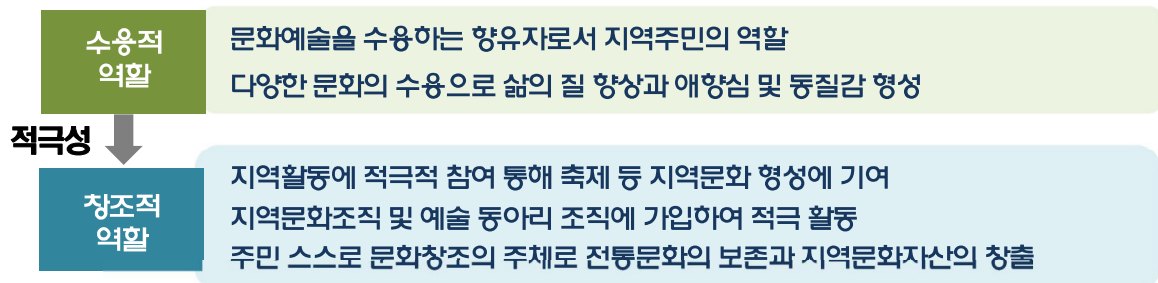 수용적
역할
문화예술을 수용하는 향유자로서 지역주민의 역할
다양한 문화의 수용으로 삶의 질 향상과 애향심 및 동질감 형성
적극성
창조적
역할
지역활동에 적극적 참여 통해 축제 등 지역문화 형성에 기여
지역문화조직 및 예술 동아리 조직에 가입하여 적극 활동
주민 스스로 문화창조의 주체로 전통문화의 보존과 지역문화자산의 창출